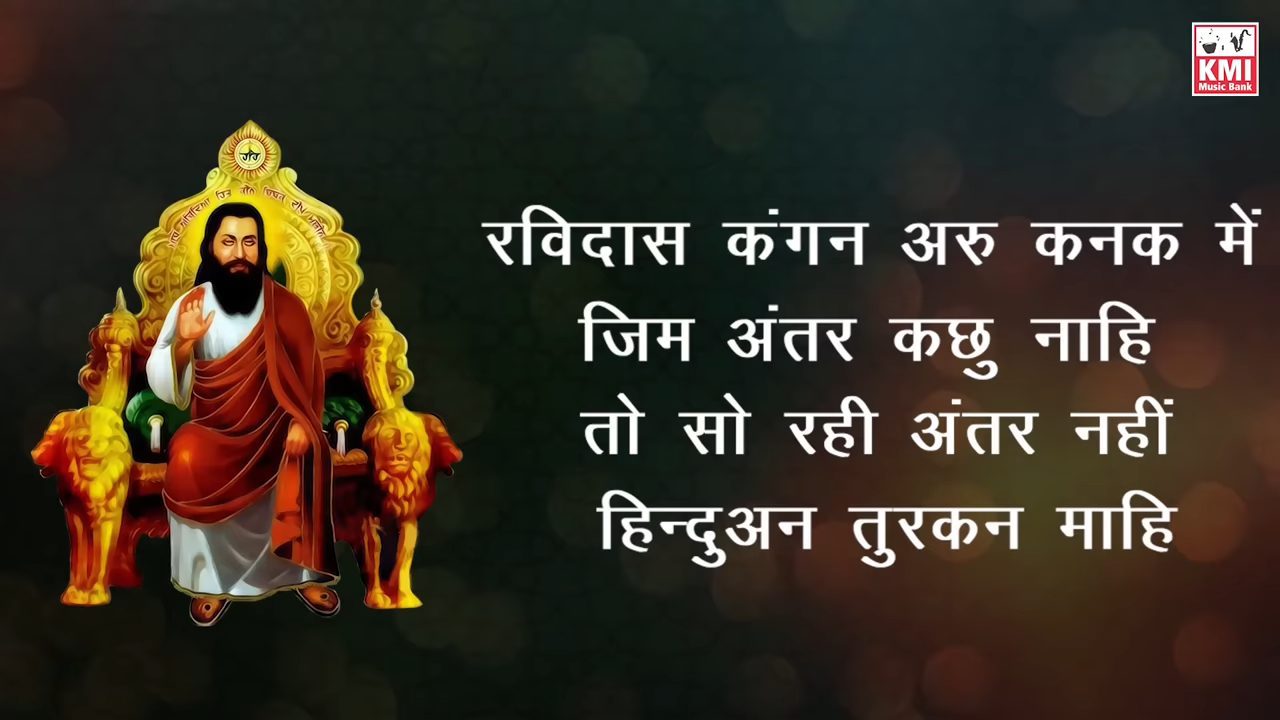 KMI
Music Bank
रविदास कंगन अरु कनक में
जिम अंतर कछु नाहि
तो सो रही अंतर नहीं
हिन्दुअन तुरकन माहि